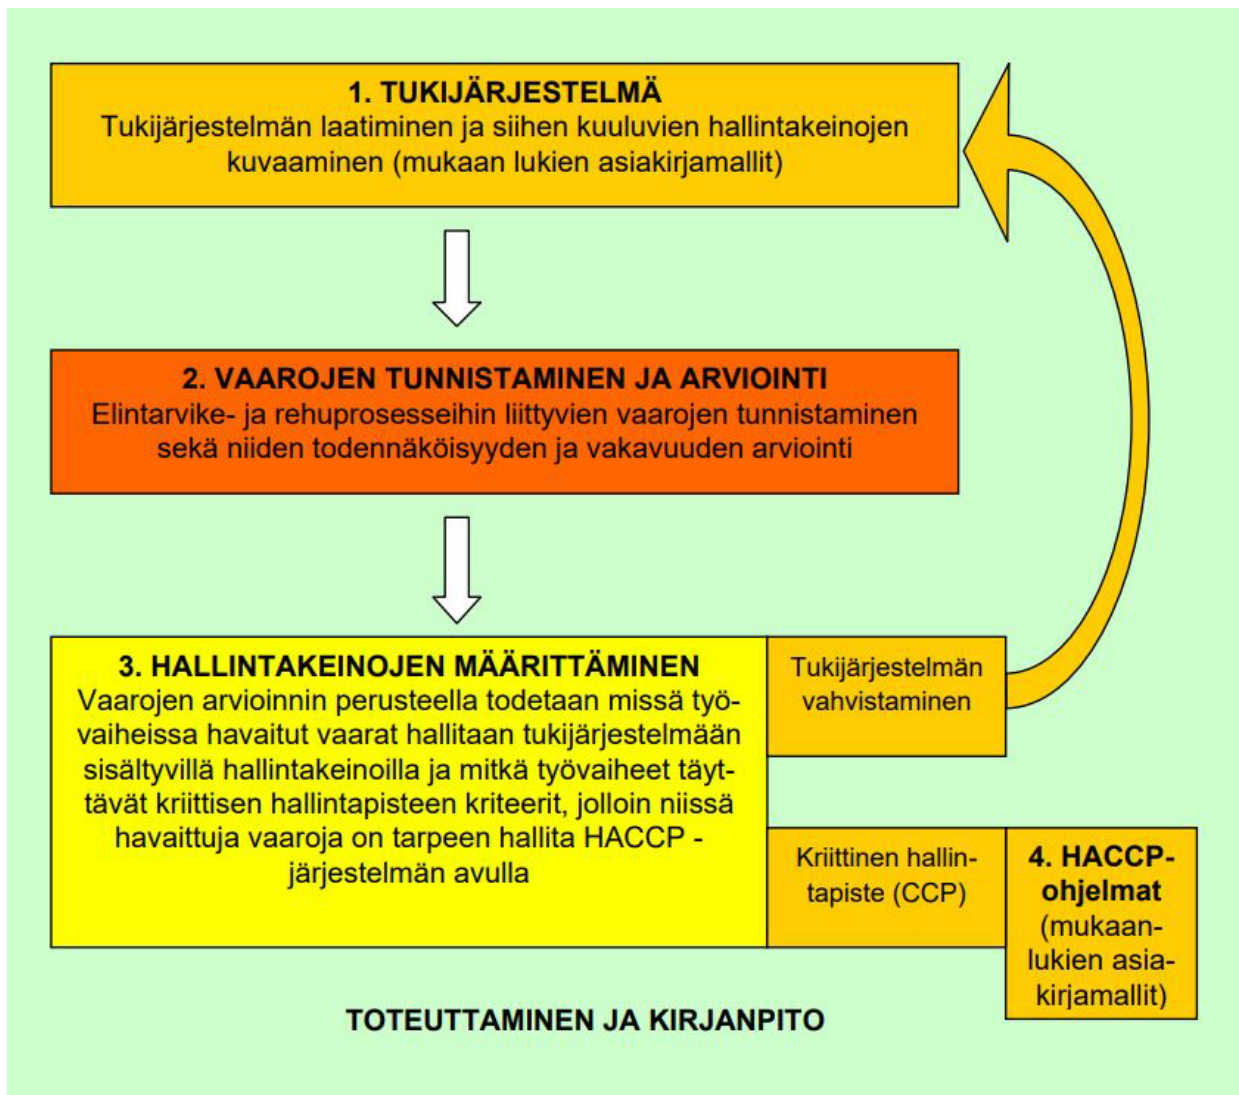 1. TUKIJÄRJESTELMÄ
Tukijärjestelmän laatiminen ja siihen kuuluvien hallintakeinojen
kuvaaminen (mukaan lukien asiakirjamallit)
2. VAAROJEN TUNNISTAMINEN JA ARVIOINTI
Elintarvike- ja rehuprosesseihin liittyvien vaarojen tunnistaminen
sekä niiden todennäköisyyden ja vakavuuden arviointi
3. HALLINTAKEINOJEN MÄÄRITTÄMINEN
Vaarojen arvioinnin perusteella todetaan missä työ-
vaiheissa havaitut vaarat hallitaan tukijärjestelmään
sisältyvillä hallintakeinoilla ja mitkä työvaiheet täyt-
tävät kriittisen hallintapisteen kriteerit, jolloin niissä
havaittuja vaaroja on tarpeen hallita HACCP -
järjestelmän avulla
Tukijärjestelmän
vahvistaminen
Kriittinen hallin-
tapiste (CCP)
4. HACCP-
ohjelmat
(mukaan-
lukien asia-
kirjamallit)
TOTEUTTAMINEN JA KIRJANPITO